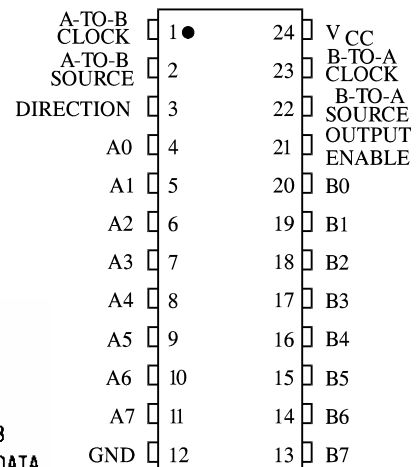 A-TO-B
CLOCK
1
24
V CC
A-TO-B
SOURCE
2
23
B-TO-A
CLOCK
DIRECTION
3
22
B-TO-A
SOURCE
A0
4
21
OUTPUT
ENABLE
A1
5
20
B0
A2
6
19
B1
A3
7
18
B2
A4
8
17
B3
A5
9
16
B4
A6
10
15
B5
A7
11
14
B6
GND
12
13
B7